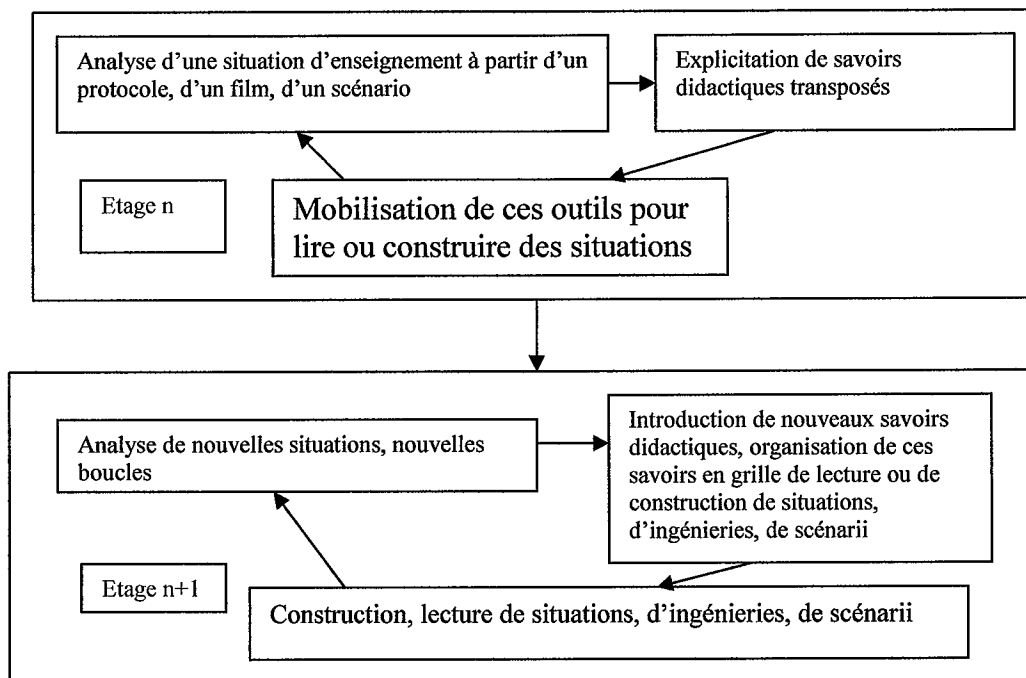 Analyse d'une situation d'enseignement à partir d'un
protocole, d'un film, d'un scénario
Explicitation de savoirs
didactiques transposés
Etage n
Mobilisation de ces outils pour
lire ou construire des situations
Analyse de nouvelles situations, nouvelles
boucles
Introduction de nouveaux savoirs
didactiques, organisation de ces
savoirs en grille de lecture ou de
construction de situations,
d'ingénieries, de scénarii
Etage n+1
Construction, lecture de situations, d'ingénieries, de scénarii